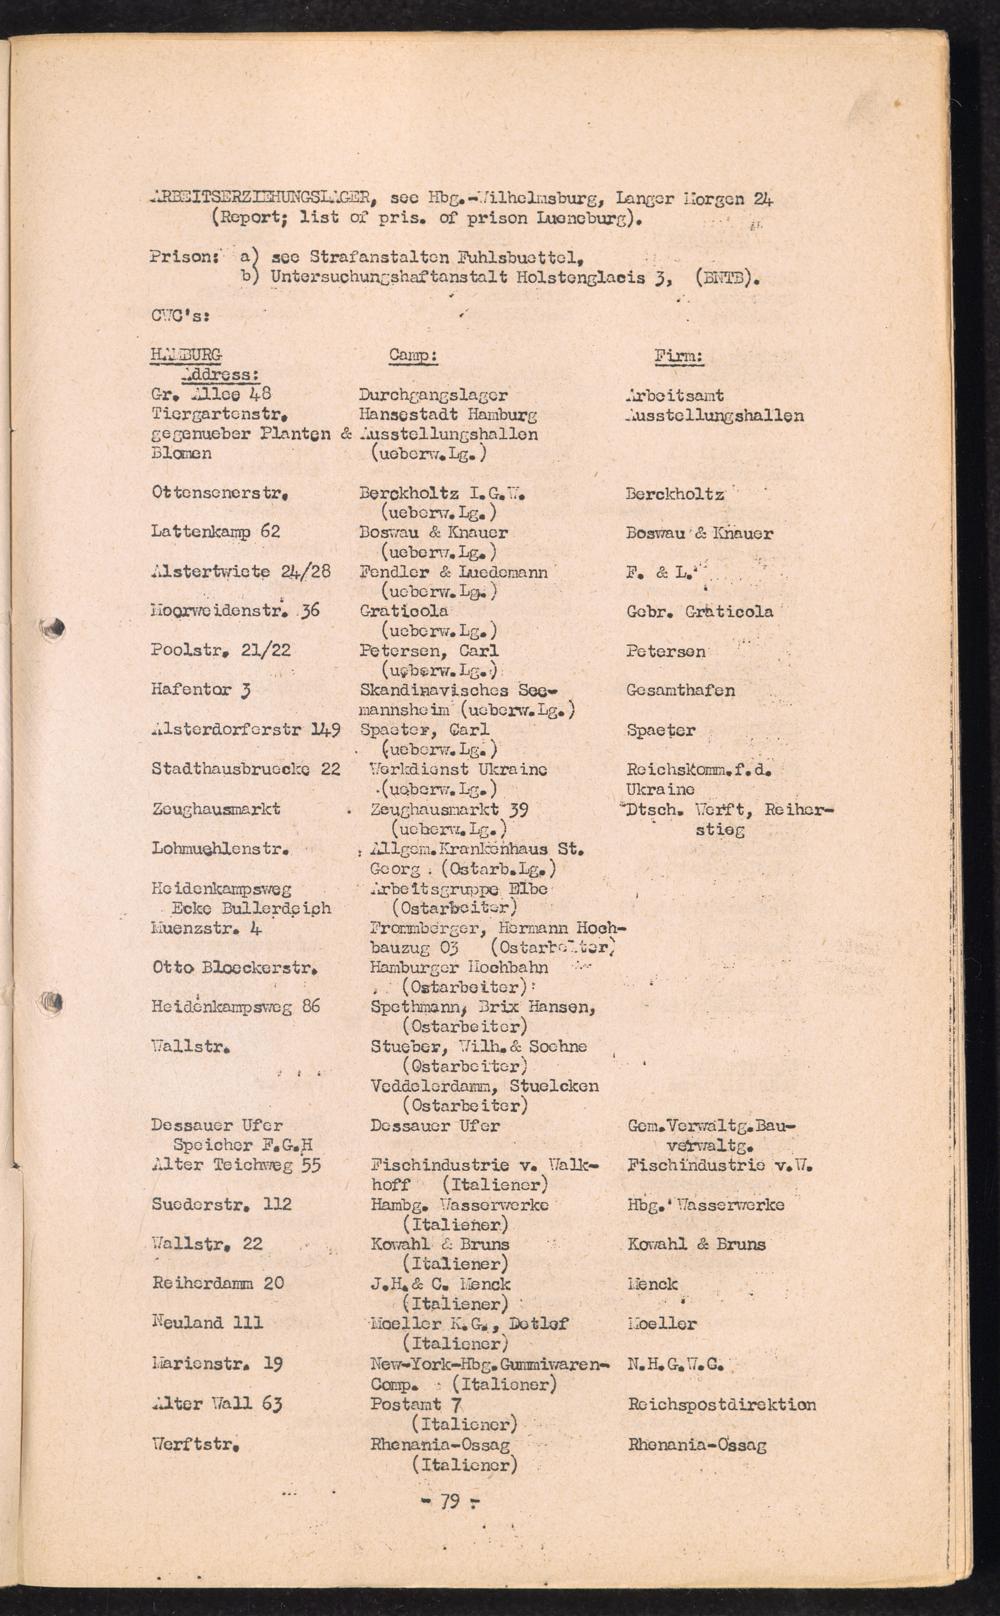 ARBEITSERZIEHUNGSLAGER, see Hbg.-Wilhelmsburg, Langer Morgen 24
(Report; list of pris. of prison Lueneburg).
Prison: a) see Strafanstalten Fuhlsbuettel,
b) Untersuchungshaftanstalt Holstenglacis 3, (BNTB).
CWC's:
HAMBURG Camp: Firm:
Address:
Gr. Allee 48 Durchgangslager Arbeitsamt
Tiergartenstr. Hansestadt Hamburg Ausstellungshallen
gegenueber Planten & Ausstellungshallen
Blomen (ueberw.Lg.)
Ottensenerstr. Berckholtz I.G.W. Berckholtz
(ueberw.Lg.)
Lattenkamp 62 Boswau & Knauer Boswau & Knauer
(ueberw.Lg.)
Alstertwiete 24/28 Fendler & Luedemann F. & L.
(ueberw.Lg.)
Moorweidenstr. 36 Graticola Gebr. Graticola
(ueberw.Lg.)
Poolstr. 21/22 Petersen, Carl Petersen
(ueberw.Lg.)
Hafentor 3 Skandinavisches See- Gesamthafen
mannsheim (ueberw.Lg.)
Alsterdorferstr 149 Spaeter, Carl Spaeter
(ueberw.Lg.)
Stadthausbruecke 22 Werkdienst Ukraine Reichskomm.f.d.
(ueberw.Lg.) Ukraine
Zeughausmarkt Zeughausmarkt 39 Dtsch. Werft, Reiher-
(ueberw.Lg.) stieg
Lohmuehlenstr. Allgem.Krankenhaus St.
Georg (Ostarb.Lg.)
Heidenkampsweg Arbeitsgruppe Elbe
Ecke Bullerdeich (Ostarbeiter)
Muenzstr. 4 Frommberger, Hermann Hoch-
bauzug 03 (Ostarbeiter)
Otto Bloeckerstr. Hamburger Hochbahn
(Ostarbeiter)
Heidenkampsweg 86 Spethmann, Brix Hansen,
(Ostarbeiter)
Wallstr. Stueber, Wilh.& Soehne
(Ostarbeiter)
Veddelerdamm, Stuelcken
(Ostarbeiter)
Dessauer Ufer Dessauer Ufer Gem.Verwaltg.Bau-
Speicher F.G.H verwaltg.
Alter Teichweg 55 Fischindustrie v. Walk- Fischindustrie v.W.
hoff (Italiener)
Suederstr. 112 Hambg. Wasserwerke Hbg. Wasserwerke
(Italiener)
Wallstr. 22 Kowahl & Bruns Kowahl & Bruns
(Italiener)
Reiherdamm 20 J.H.& C. Menck Menck
(Italiener)
Neuland 111 Moeller K.G., Detlef Moeller
(Italiener)
Marienstr. 19 New-York-Hbg.Gummiwaren- N.H.G.W.C.
Comp. (Italiener)
Alter Wall 63 Postamt 7 Reichspostdirektion
(Italiener)
Werftstr. Rhenania-Ossag Rhenania-Ossag
(Italiener)
- 79 -